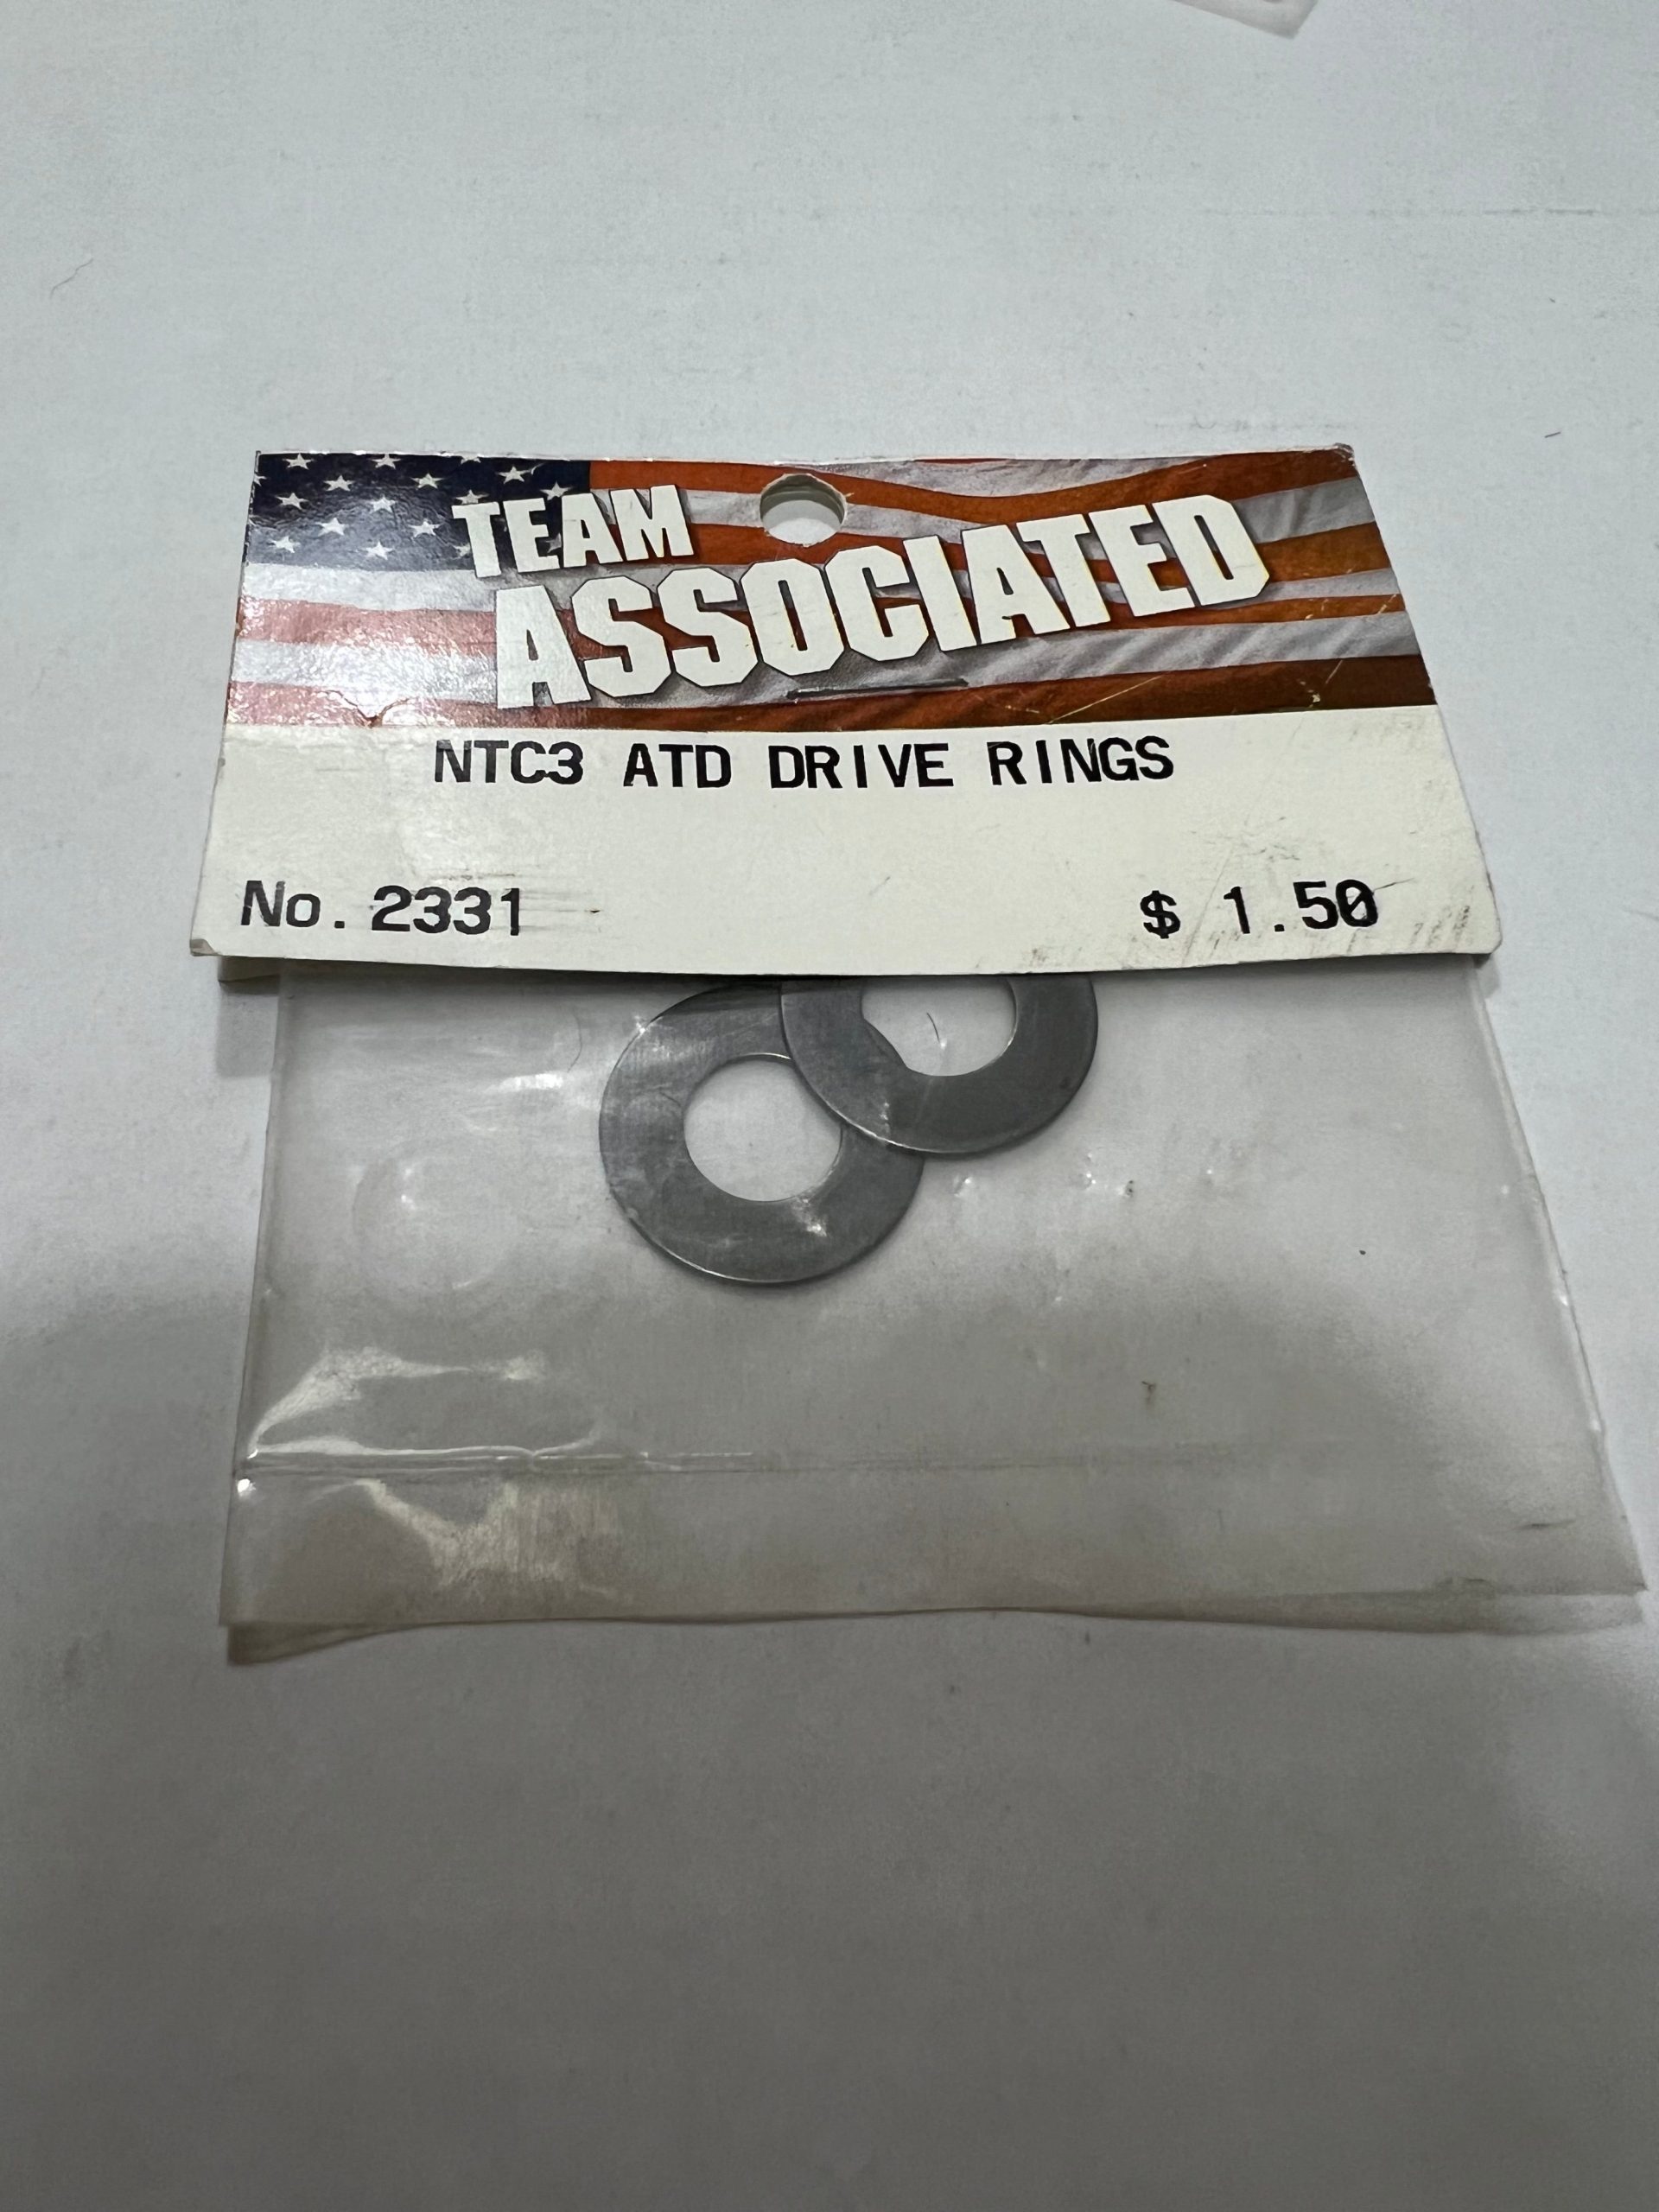 TEAM
ASSOCIATED
NTC3 ATD DRIVE RINGS
No. 2331 $ 1.50